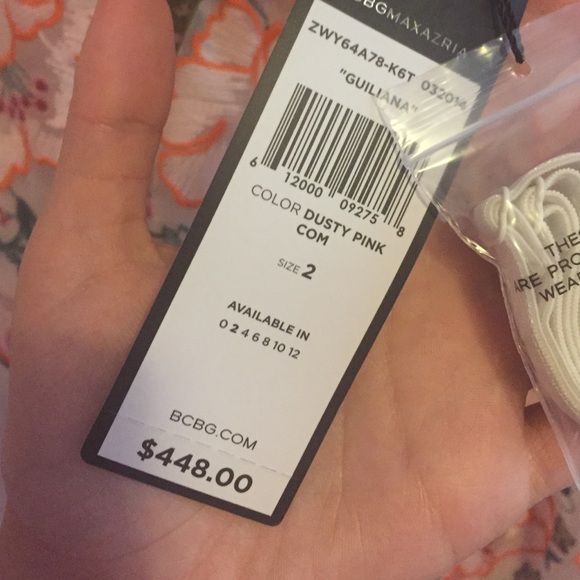 BCBGMAXAZRIA
ZWY64A78-K6T 032014
"GUILIANA"
6 12000 09275 8
COLOR DUSTY PINK
COM
SIZE 2
AVAILABLE IN
0 2 4 6 8 10 12
BCBG.COM
$448.00
THESE
ARE PRO
WEA